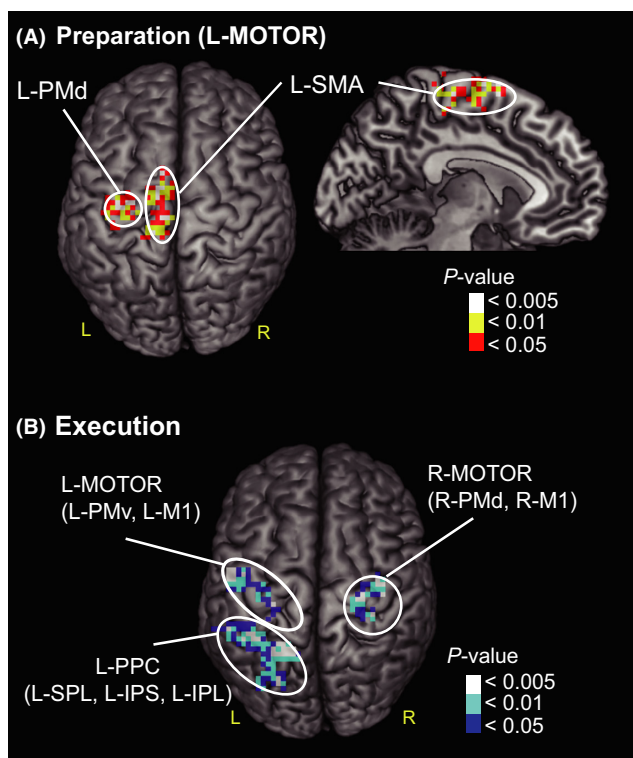 (A) Preparation (L-MOTOR)
L-PMd
L-SMA
P-value
< 0.005
< 0.01
< 0.05
L
R
(B) Execution
L-MOTOR
(L-PMv, L-M1)
R-MOTOR
(R-PMd, R-M1)
L-PPC
(L-SPL, L-IPS, L-IPL)
P-value
< 0.005
< 0.01
< 0.05
L
R